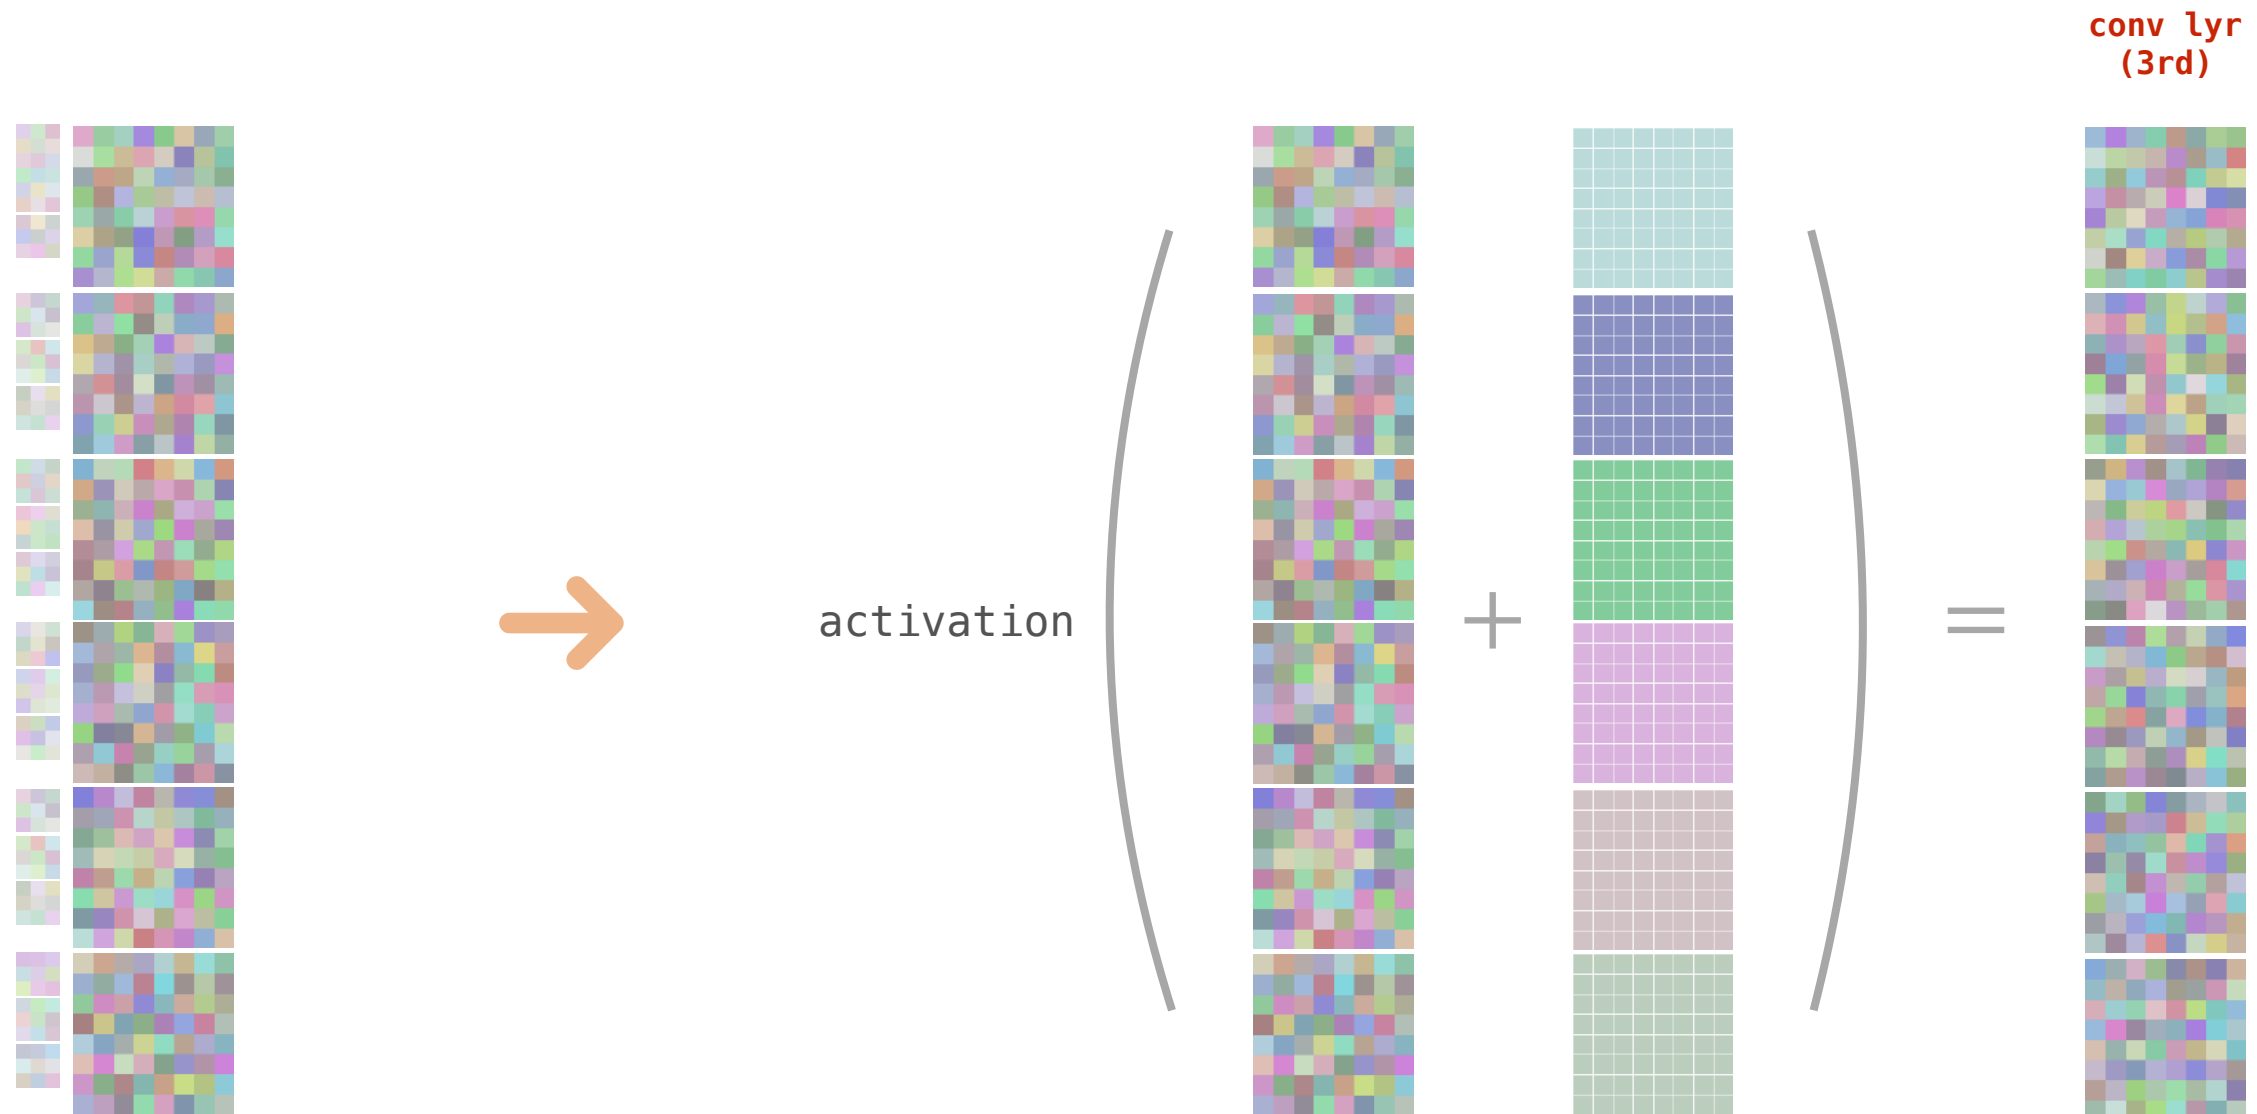 conv lyr
(3rd)
activation